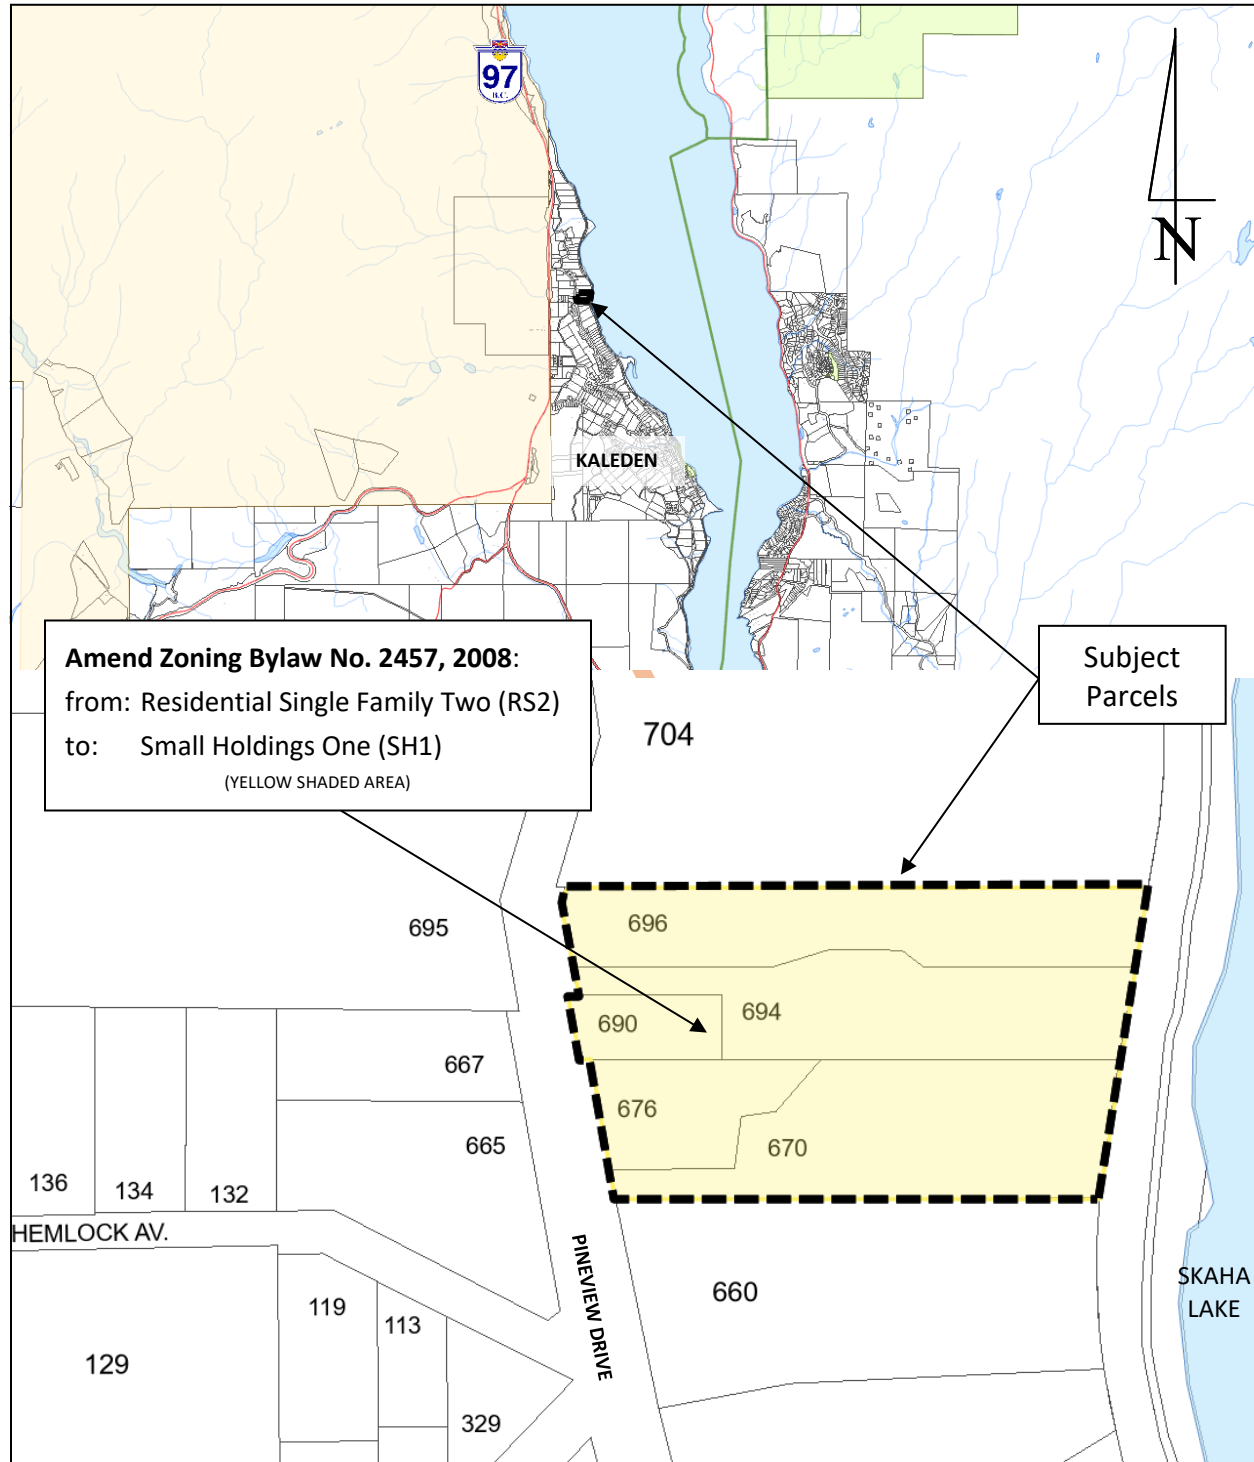 97
B.C.
N
KALEDEN
Amend Zoning Bylaw No. 2457, 2008:
from: Residential Single Family Two (RS2)
to: Small Holdings One (SH1)
(YELLOW SHADED AREA)
Subject
Parcels
704
695
696
694
690
667
676
665
670
136
134
132
HEMLOCK AV.
PINEVIEW DRIVE
660
SKAHA
LAKE
119
113
129
329